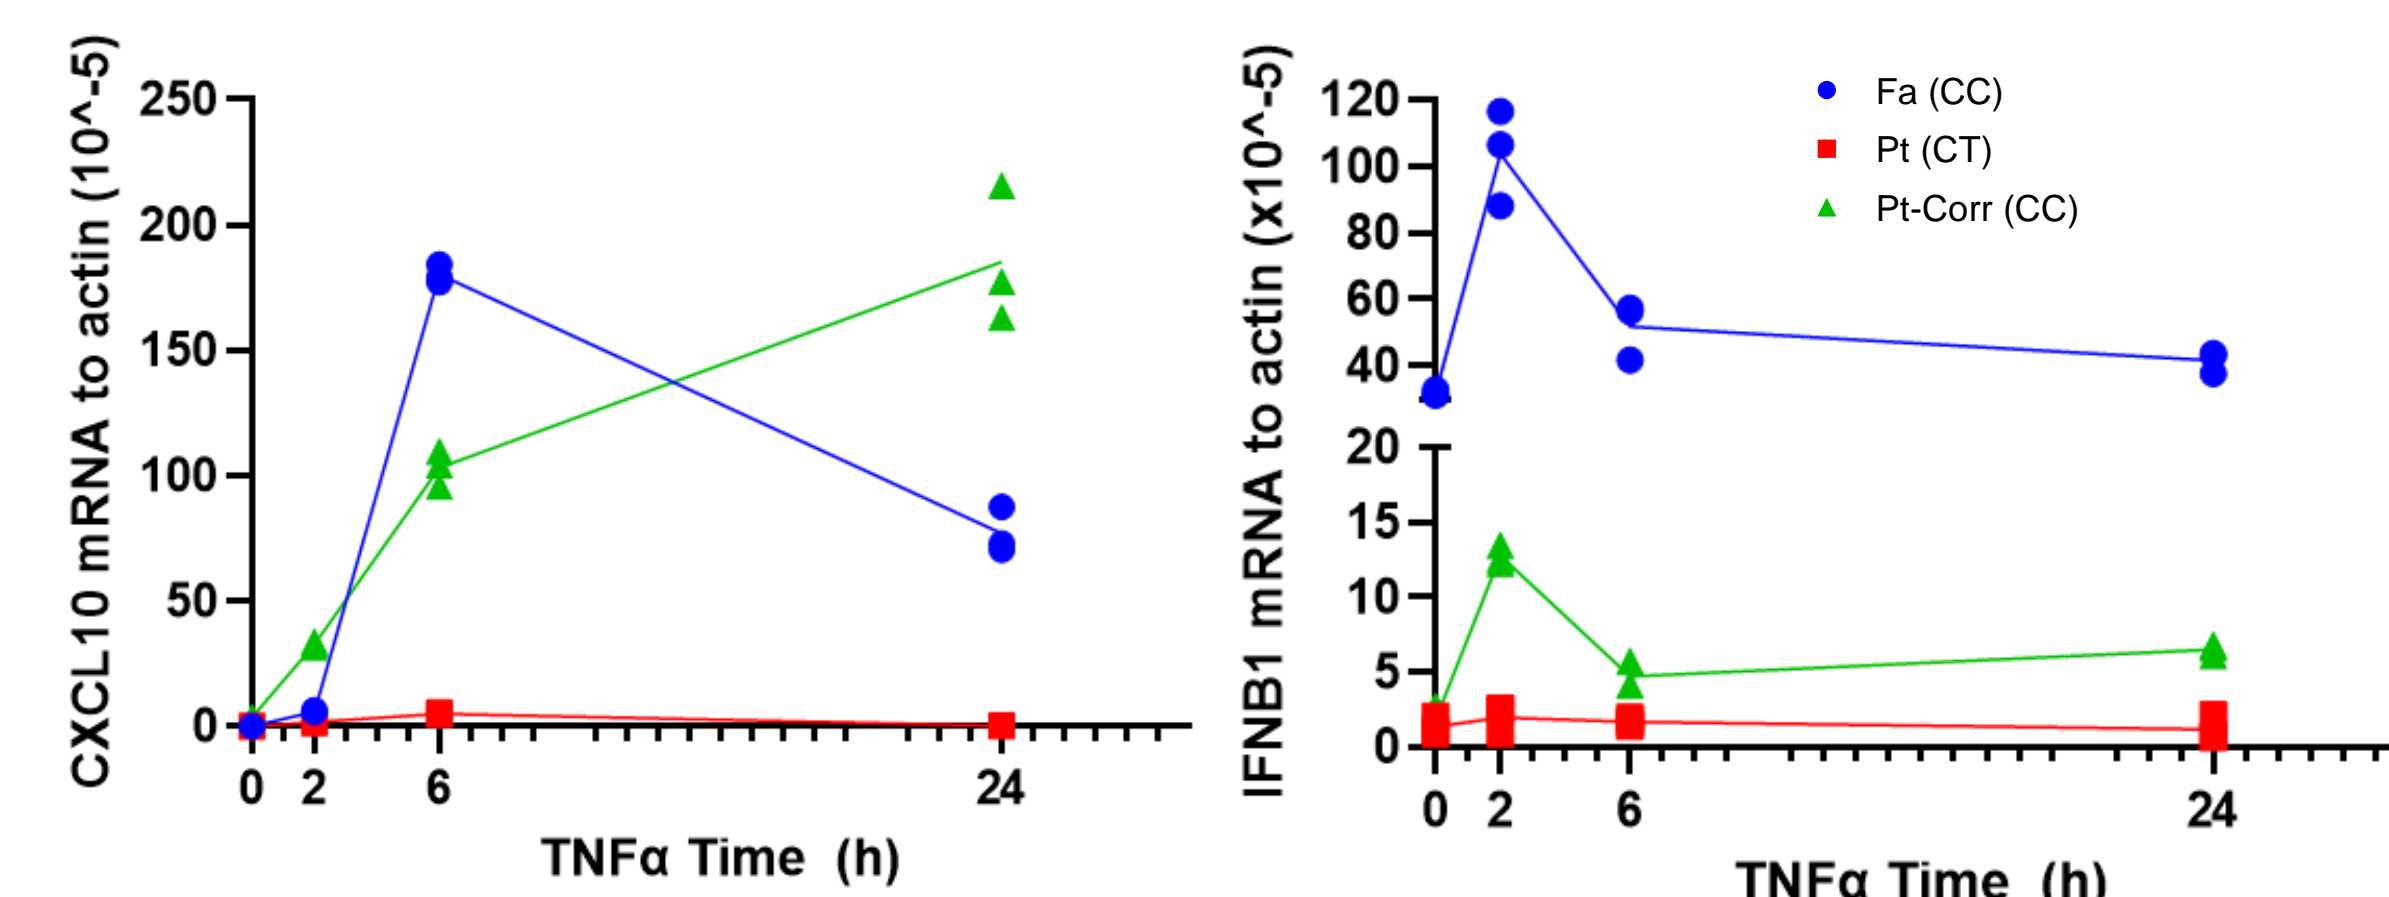 CXCL10 mRNA to actin (10^-5)
250
200
150
100
50
0
0 2 6 24
TNFα Time (h)
IFNB1 mRNA to actin (x10^-5)
120
100
80
60
40
20
15
10
5
0
0 2 6 24
TNFα Time (h)
Fa (CC)
Pt (CT)
Pt-Corr (CC)